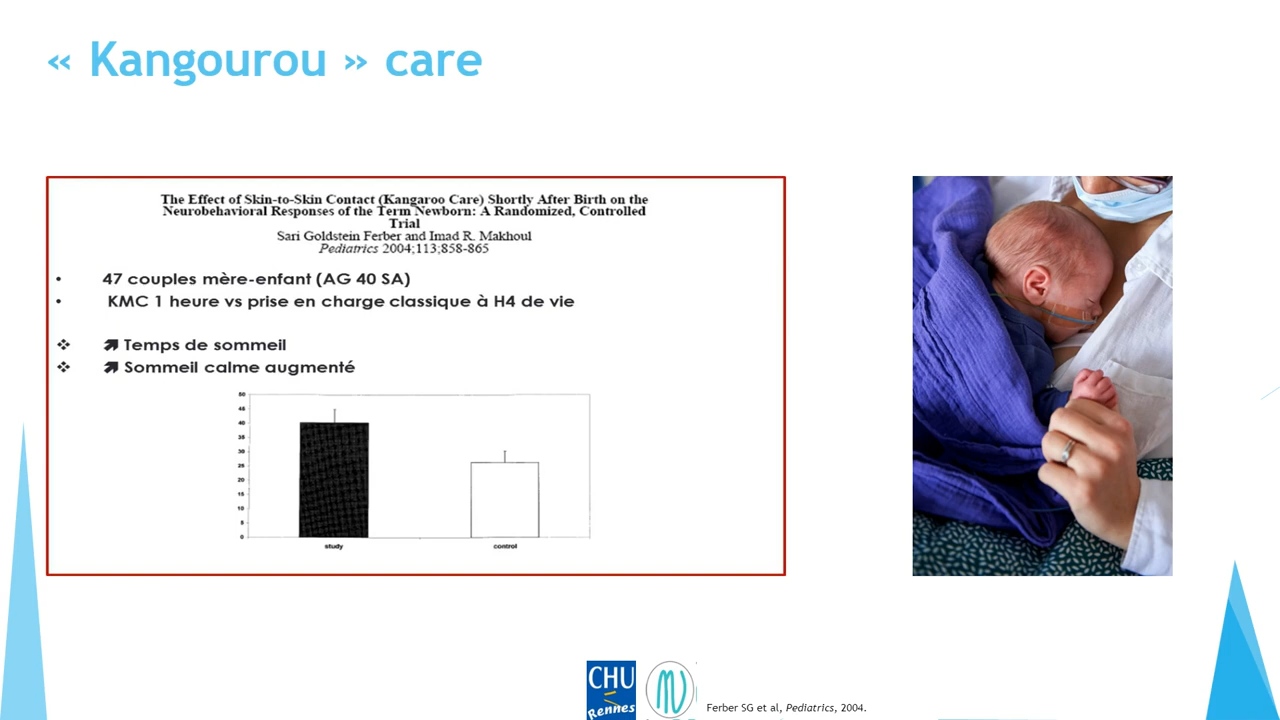 « Kangourou » care
The Effect of Skin-to-Skin Contact (Kangaroo Care) Shortly After Birth on the
Neurobehavioral Responses of the Term Newborn: A Randomized, Controlled
Trial
Sari Goldstein Ferber and Imad R. Makhoul
Pediatrics 2004;113;858-865
• 47 couples mère-enfant (AG 40 SA)
• KMC 1 heure vs prise en charge classique à H4 de vie
❖ 🡽 Temps de sommeil
❖ 🡽 Sommeil calme augmenté
50
45
40
35
30
25
20
15
10
5
0
study control
CHU
Rennes
Ferber SG et al, Pediatrics, 2004.